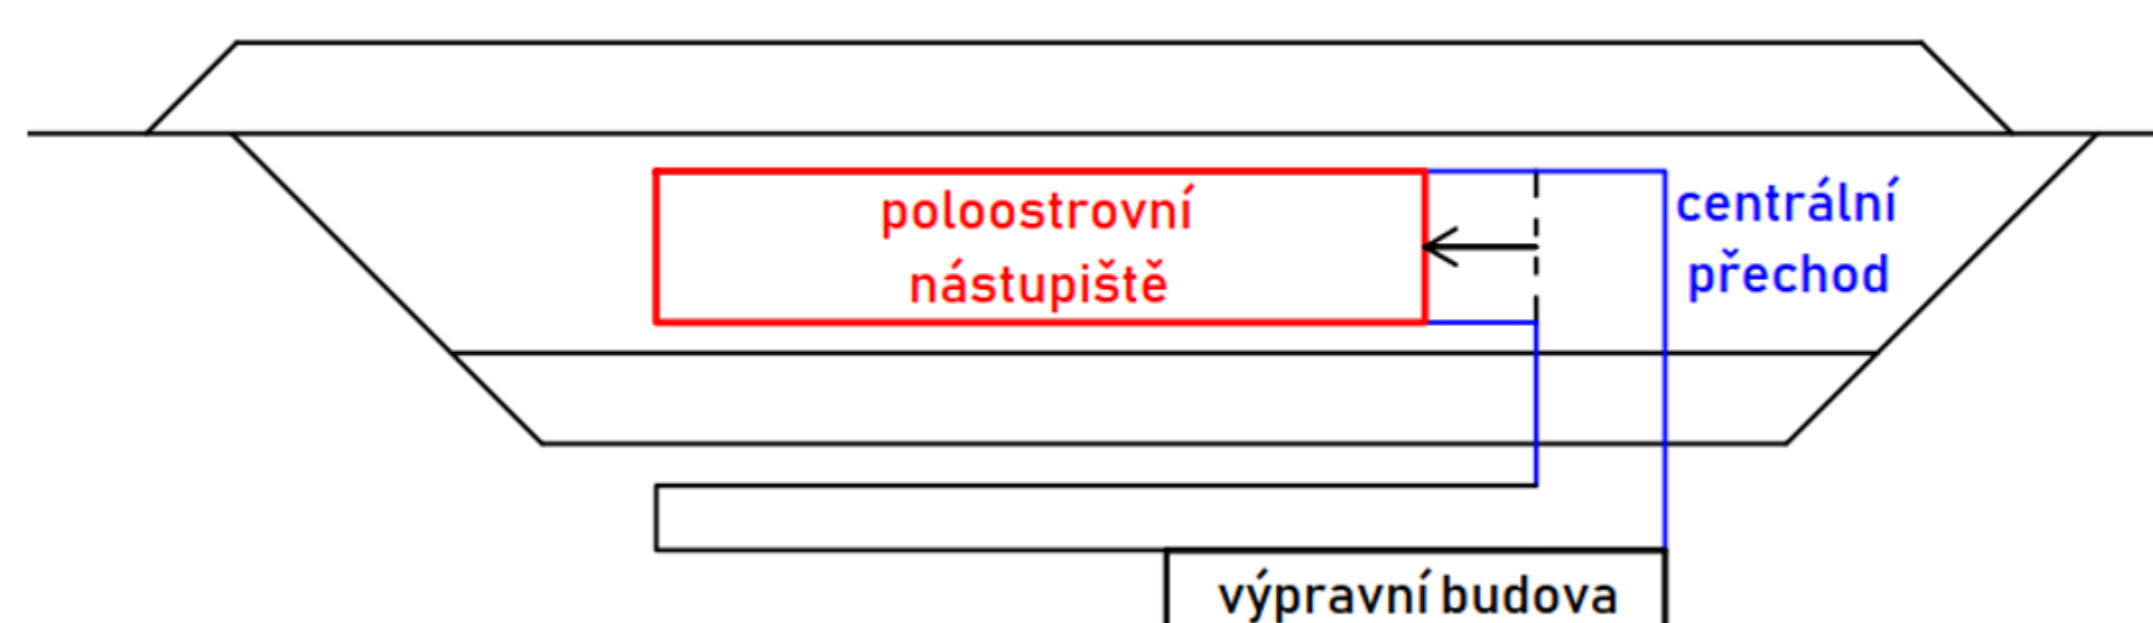 poloostrovní
nástupiště
centrální
přechod
výpravní budova